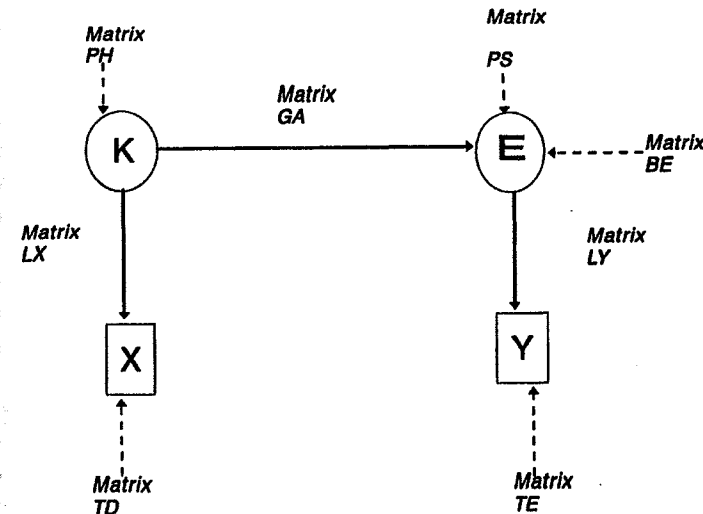 Matrix
PH
Matrix
PS
Matrix
GA
K
E
Matrix
BE
Matrix
LX
Matrix
LY
X
Y
Matrix
TD
Matrix
TE